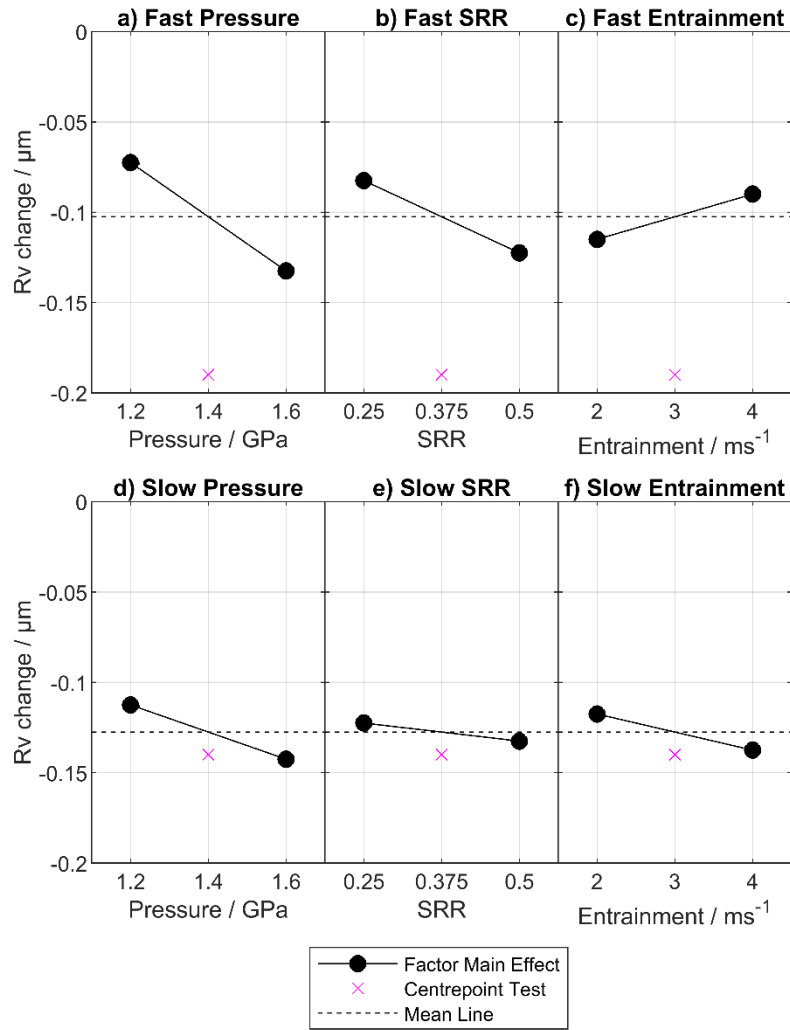 a) Fast Pressure b) Fast SRR c) Fast Entrainment
0
-0.05
-0.1
-0.15
-0.2
Rv change / μm
1.2 1.4 1.6 0.25 0.375 0.5 2 3 4
Pressure / GPa SRR Entrainment / ms⁻¹
d) Slow Pressure e) Slow SRR f) Slow Entrainment
0
-0.05
-0.1
-0.15
-0.2
Rv change / μm
1.2 1.4 1.6 0.25 0.375 0.5 2 3 4
Pressure / GPa SRR Entrainment / ms⁻¹
Factor Main Effect
Centrepoint Test
Mean Line